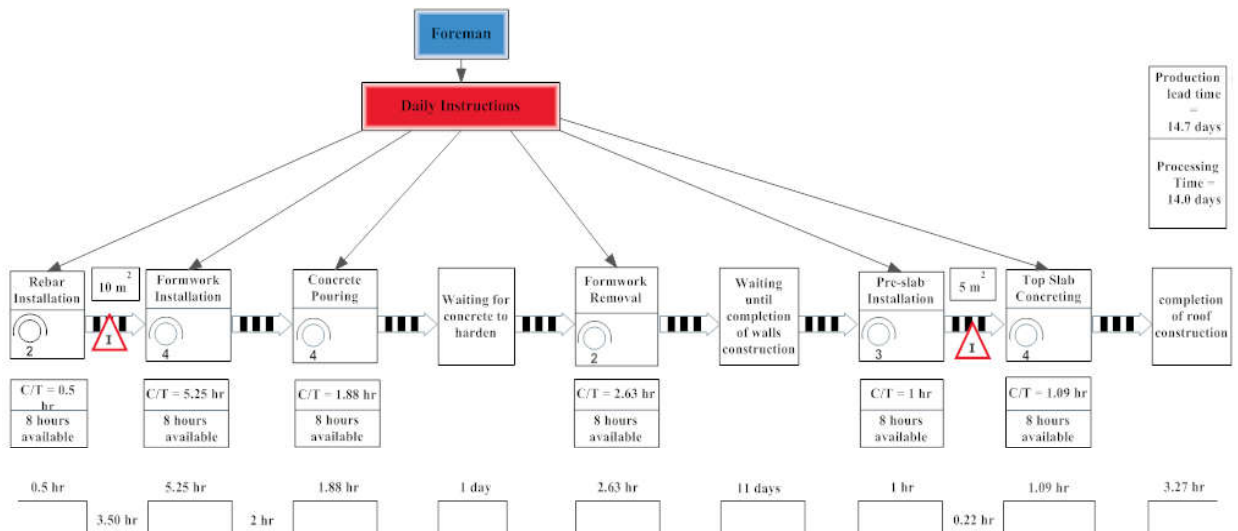 Foreman
Daily Instructions
Production
lead time
=
14.7 days
Processing
Time =
14.0 days
Rebar
Installation
2
10 m²
I
Formwork
Installation
4
Concrete
Pouring
4
Waiting for
concrete to
harden
Formwork
Removal
2
Waiting
until
completion
of walls
construction
Pre-slab
Installation
3
5 m²
I
Top Slab
Concreting
4
completion
of roof
construction
C/T = 0.5
hr
8 hours
available
C/T = 5.25 hr
8 hours
available
C/T = 1.88 hr
8 hours
available
C/T = 2.63 hr
8 hours
available
C/T = 1 hr
8 hours
available
C/T = 1.09 hr
8 hours
available
0.5 hr
5.25 hr
1.88 hr
1 day
2.63 hr
11 days
1 hr
1.09 hr
3.27 hr
3.50 hr
2 hr
0.22 hr